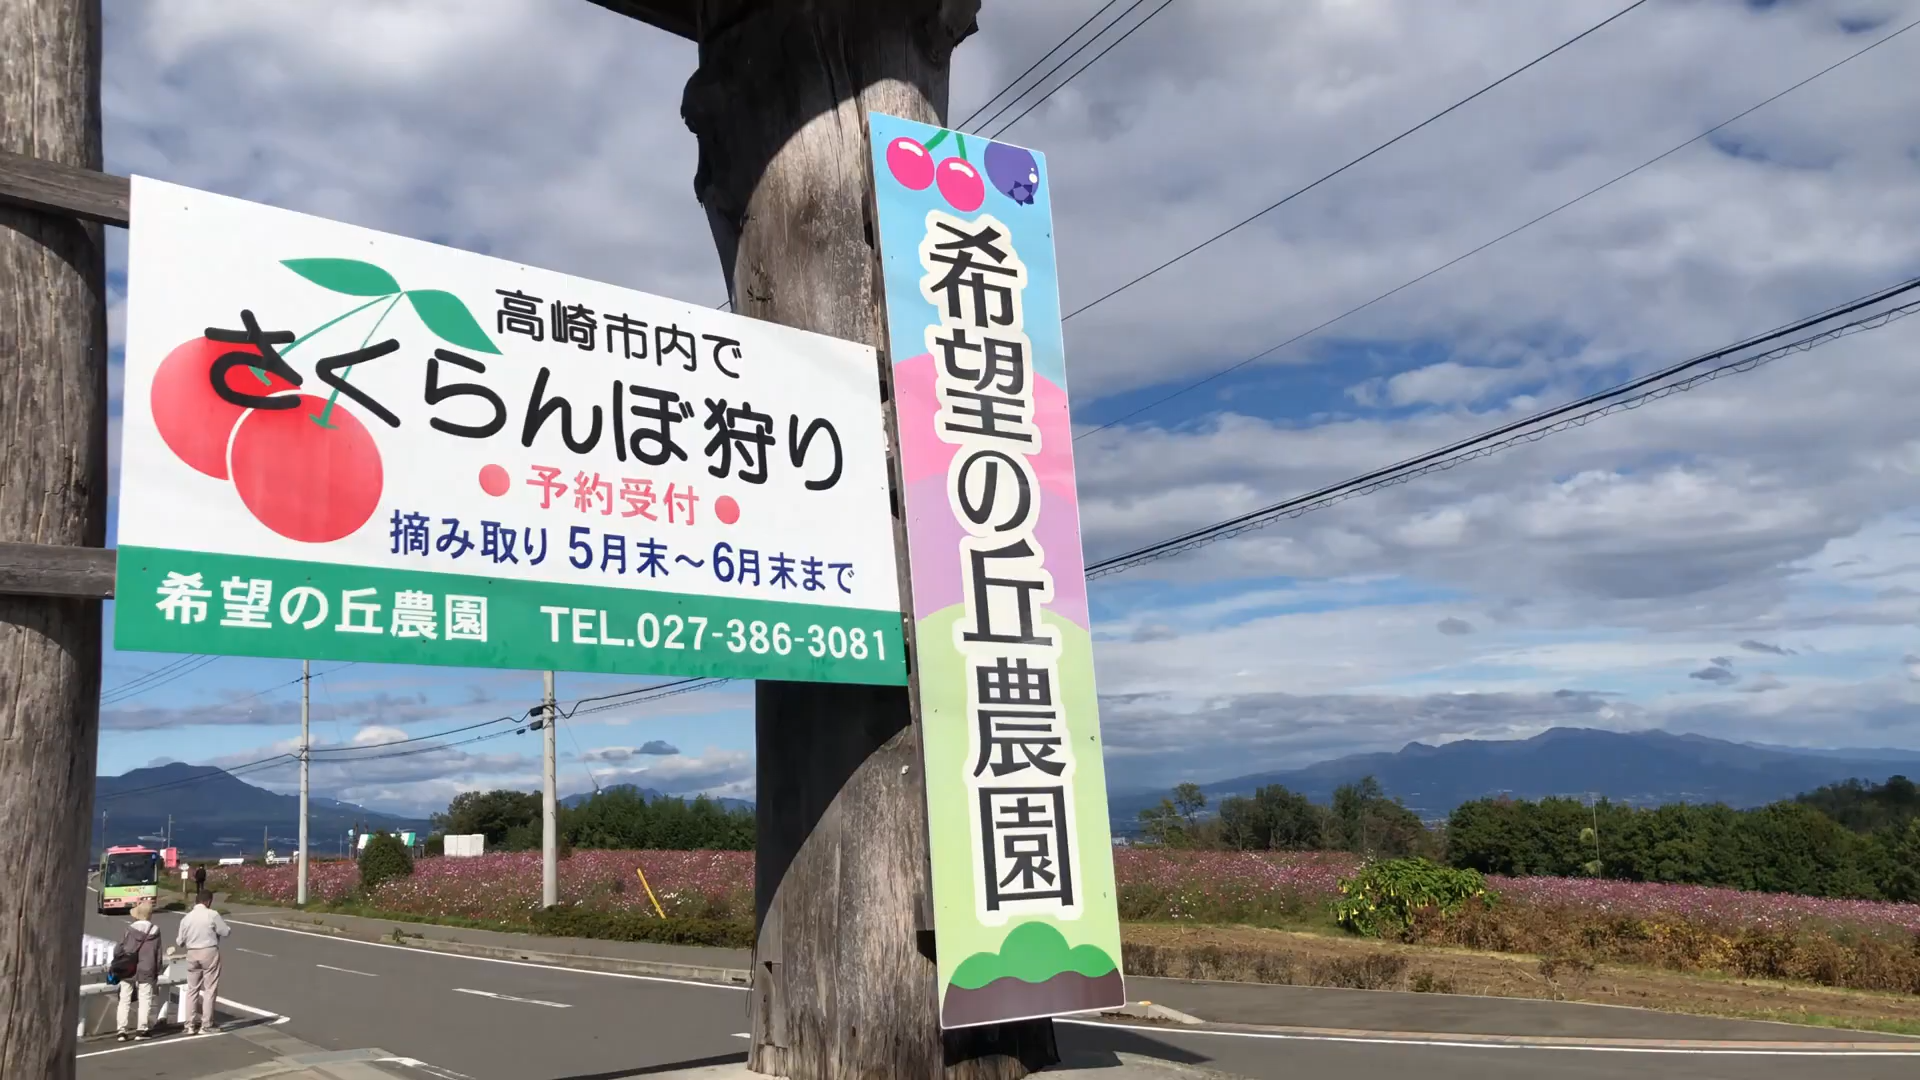 高崎市内で
さくらんぼ狩り
●予約受付●
摘み取り 5月末～6月末まで
希望の丘農園 TEL.027-386-3081
希望の丘農園